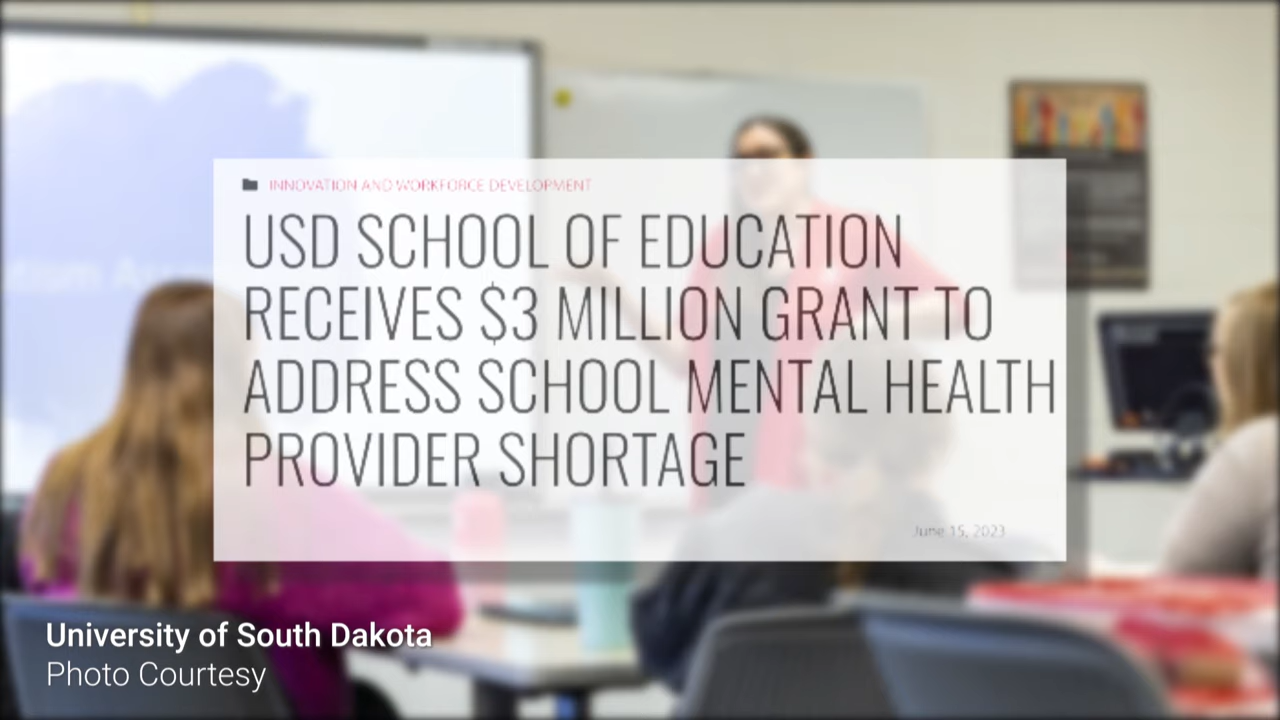 INNOVATION AND WORKFORCE DEVELOPMENT
USD SCHOOL OF EDUCATION
RECEIVES $3 MILLION GRANT TO
ADDRESS SCHOOL MENTAL HEALTH
PROVIDER SHORTAGE
June 15, 2023
University of South Dakota
Photo Courtesy